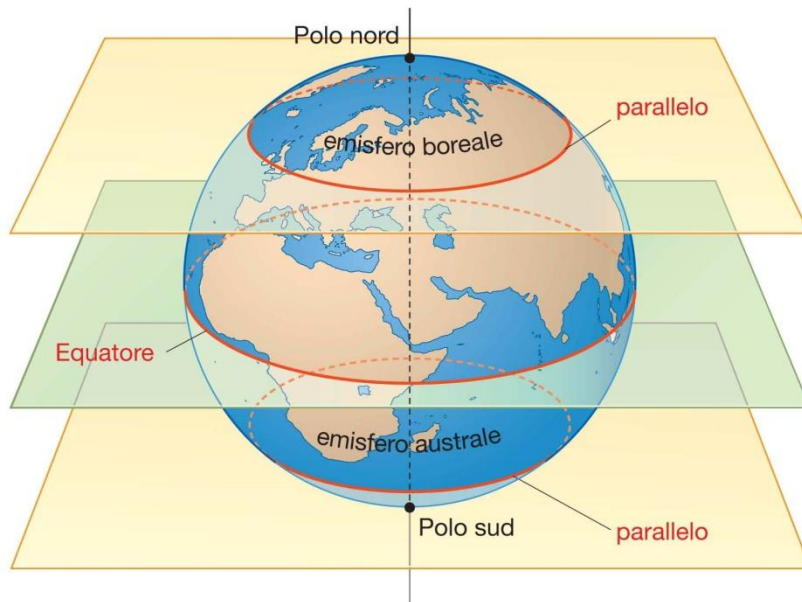 Polo nord
parallelo
emisfero boreale
Equatore
emisfero australe
Polo sud
parallelo